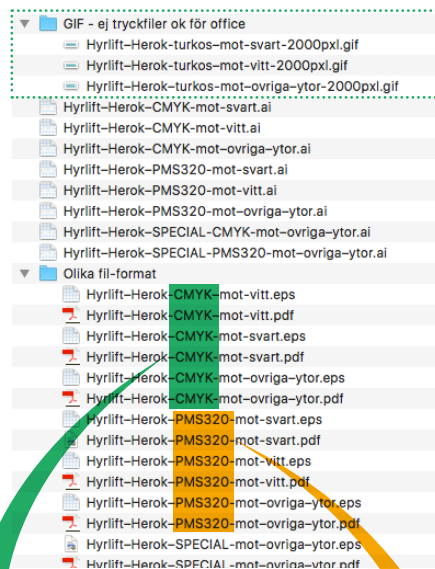 GIF - ej tryckfiler ok för office
Hyrlift-Herok-turkos-mot-svart-2000pxl.gif
Hyrlift–Herok-turkos-mot-vitt-2000pxl.gif
Hyrlift–Herok–turkos-mot-ovriga-ytor-2000pxl.gif
Hyrlift–Herok–CMYK-mot-svart.ai
Hyrlift–Herok-CMYK-mot-vitt.ai
Hyrlift–Herok-CMYK-mot–ovriga-ytor.ai
Hyrlift–Herok–PMS320-mot-svart.ai
Hyrlift–Herok-PMS320-mot-vitt.ai
Hyrlift–Herok-PMS320-mot-ovriga-ytor.ai
Hyrlift–Herok-SPECIAL-CMYK-mot–ovriga-ytor.ai
Hyrlift–Herok-SPECIAL-PMS320-mot-ovriga-ytor.ai
Olika fil-format
Hyrlift-Herok-CMYK–mot-vitt.eps
Hyrlift–Herok-CMYK–mot-vitt.pdf
Hyrlift–Herok–CMYK-mot-svart.eps
Hyrlift–Herok–CMYK-mot-svart.pdf
Hyrlift–Herok-CMYK-mot–ovriga–ytor.eps
Hyrlift–Herok-CMYK-mot–ovriga–ytor.pdf
Hyrlift–Herok–PMS320-mot-svart.eps
Hyrlift–Herok–PMS320-mot-svart.pdf
Hyrlift–Herok-PMS320-mot-vitt.eps
Hyrlift–Herok-PMS320-mot-vitt.pdf
Hyrlift–Herok-PMS320-mot-ovriga-ytor.eps
Hyrlift–Herok-PMS320-mot-ovriga-ytor.pdf
Hyrlift–Herok–SPECIAL-mot-ovriga-ytor.eps
Hyrlift–Herok–SPECIAL-mot-ovriga-ytor.pdf